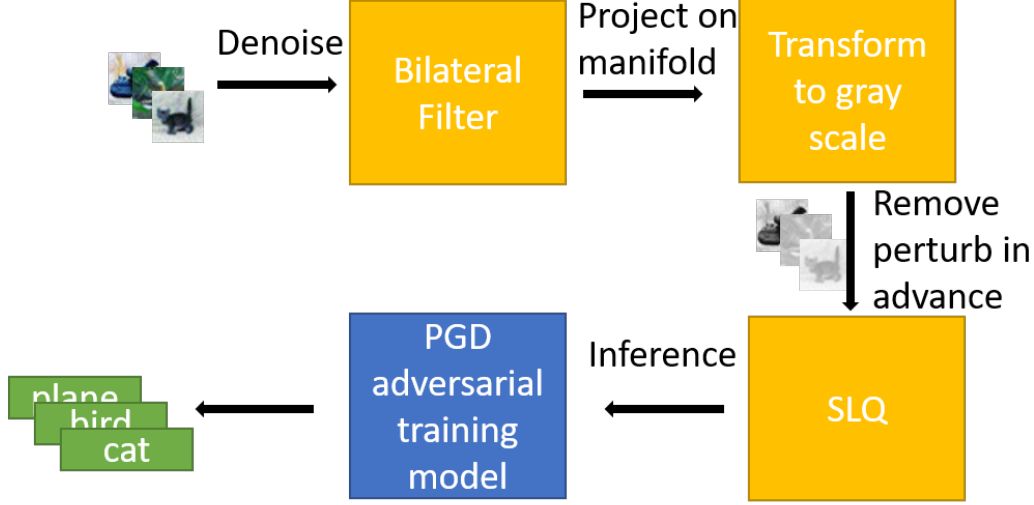 Denoise
Bilateral
Filter
Project on
manifold
Transform
to gray
scale
Remove
perturb in
advance
SLQ
Inference
PGD
adversarial
training
model
plane
bird
cat